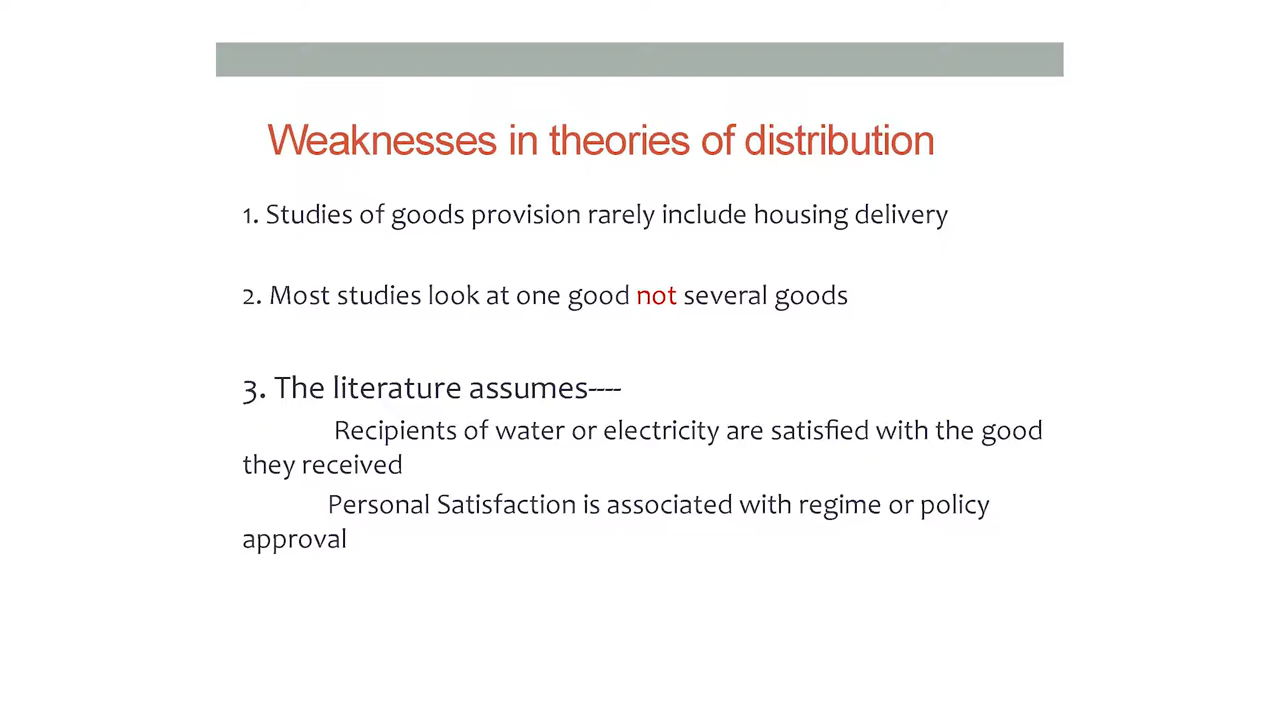 Weaknesses in theories of distribution
1. Studies of goods provision rarely include housing delivery
2. Most studies look at one good not several goods
3. The literature assumes----
Recipients of water or electricity are satisfied with the good
they received
Personal Satisfaction is associated with regime or policy
approval